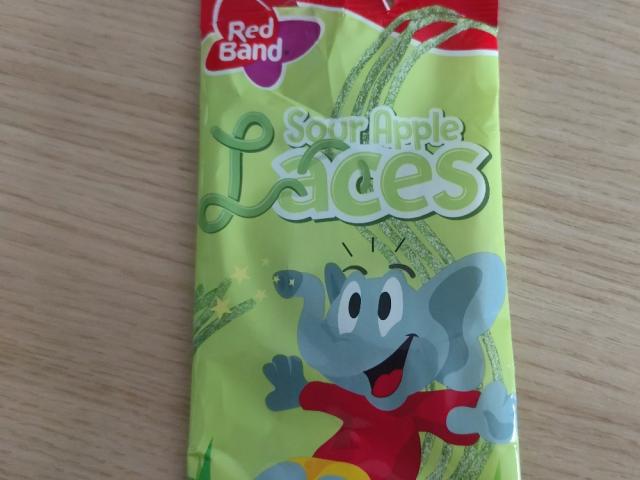 Red
Band
Sour Apple
Laces